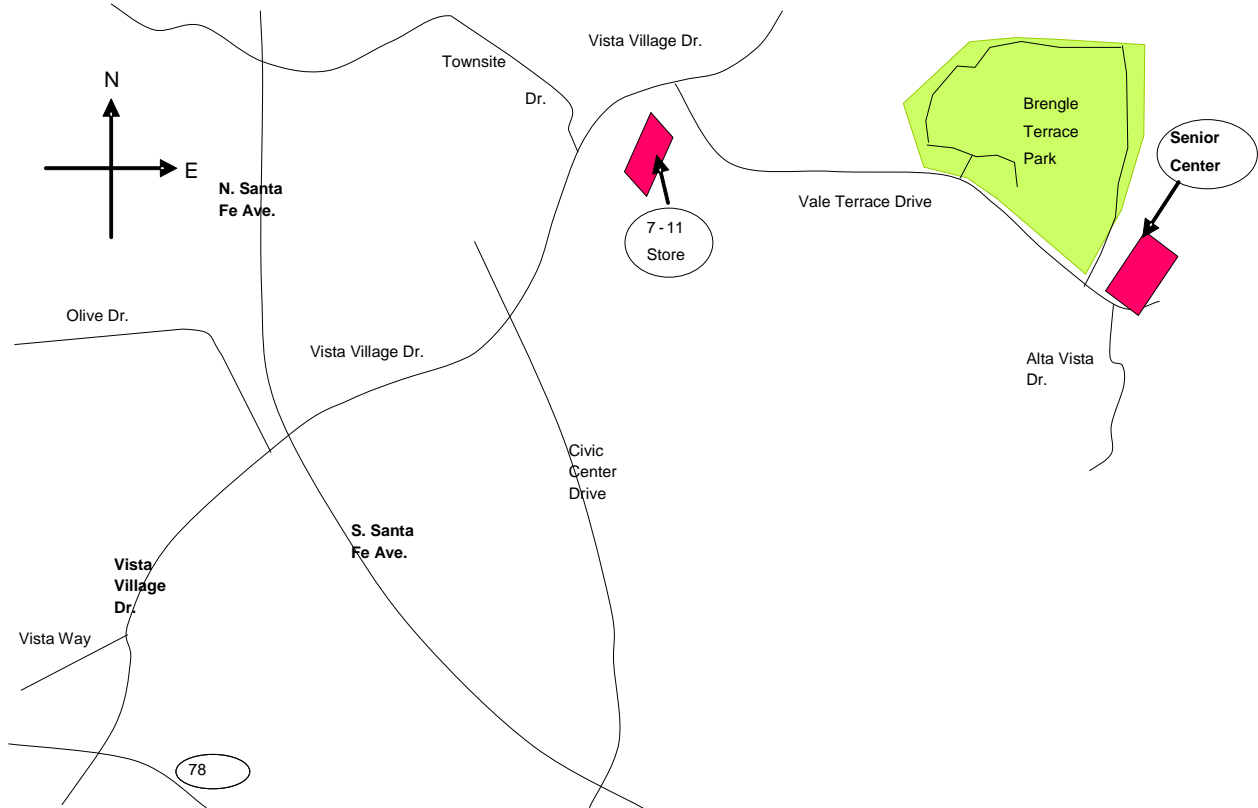 Vista Village Dr.
Townsite
Dr.
N
E
Brengle
Terrace
Park
Senior
Center
N. Santa
Fe Ave.
Vale Terrace Drive
7 - 11
Store
Olive Dr.
Vista Village Dr.
Alta Vista
Dr.
Civic
Center
Drive
S. Santa
Fe Ave.
Vista
Village
Dr.
Vista Way
78